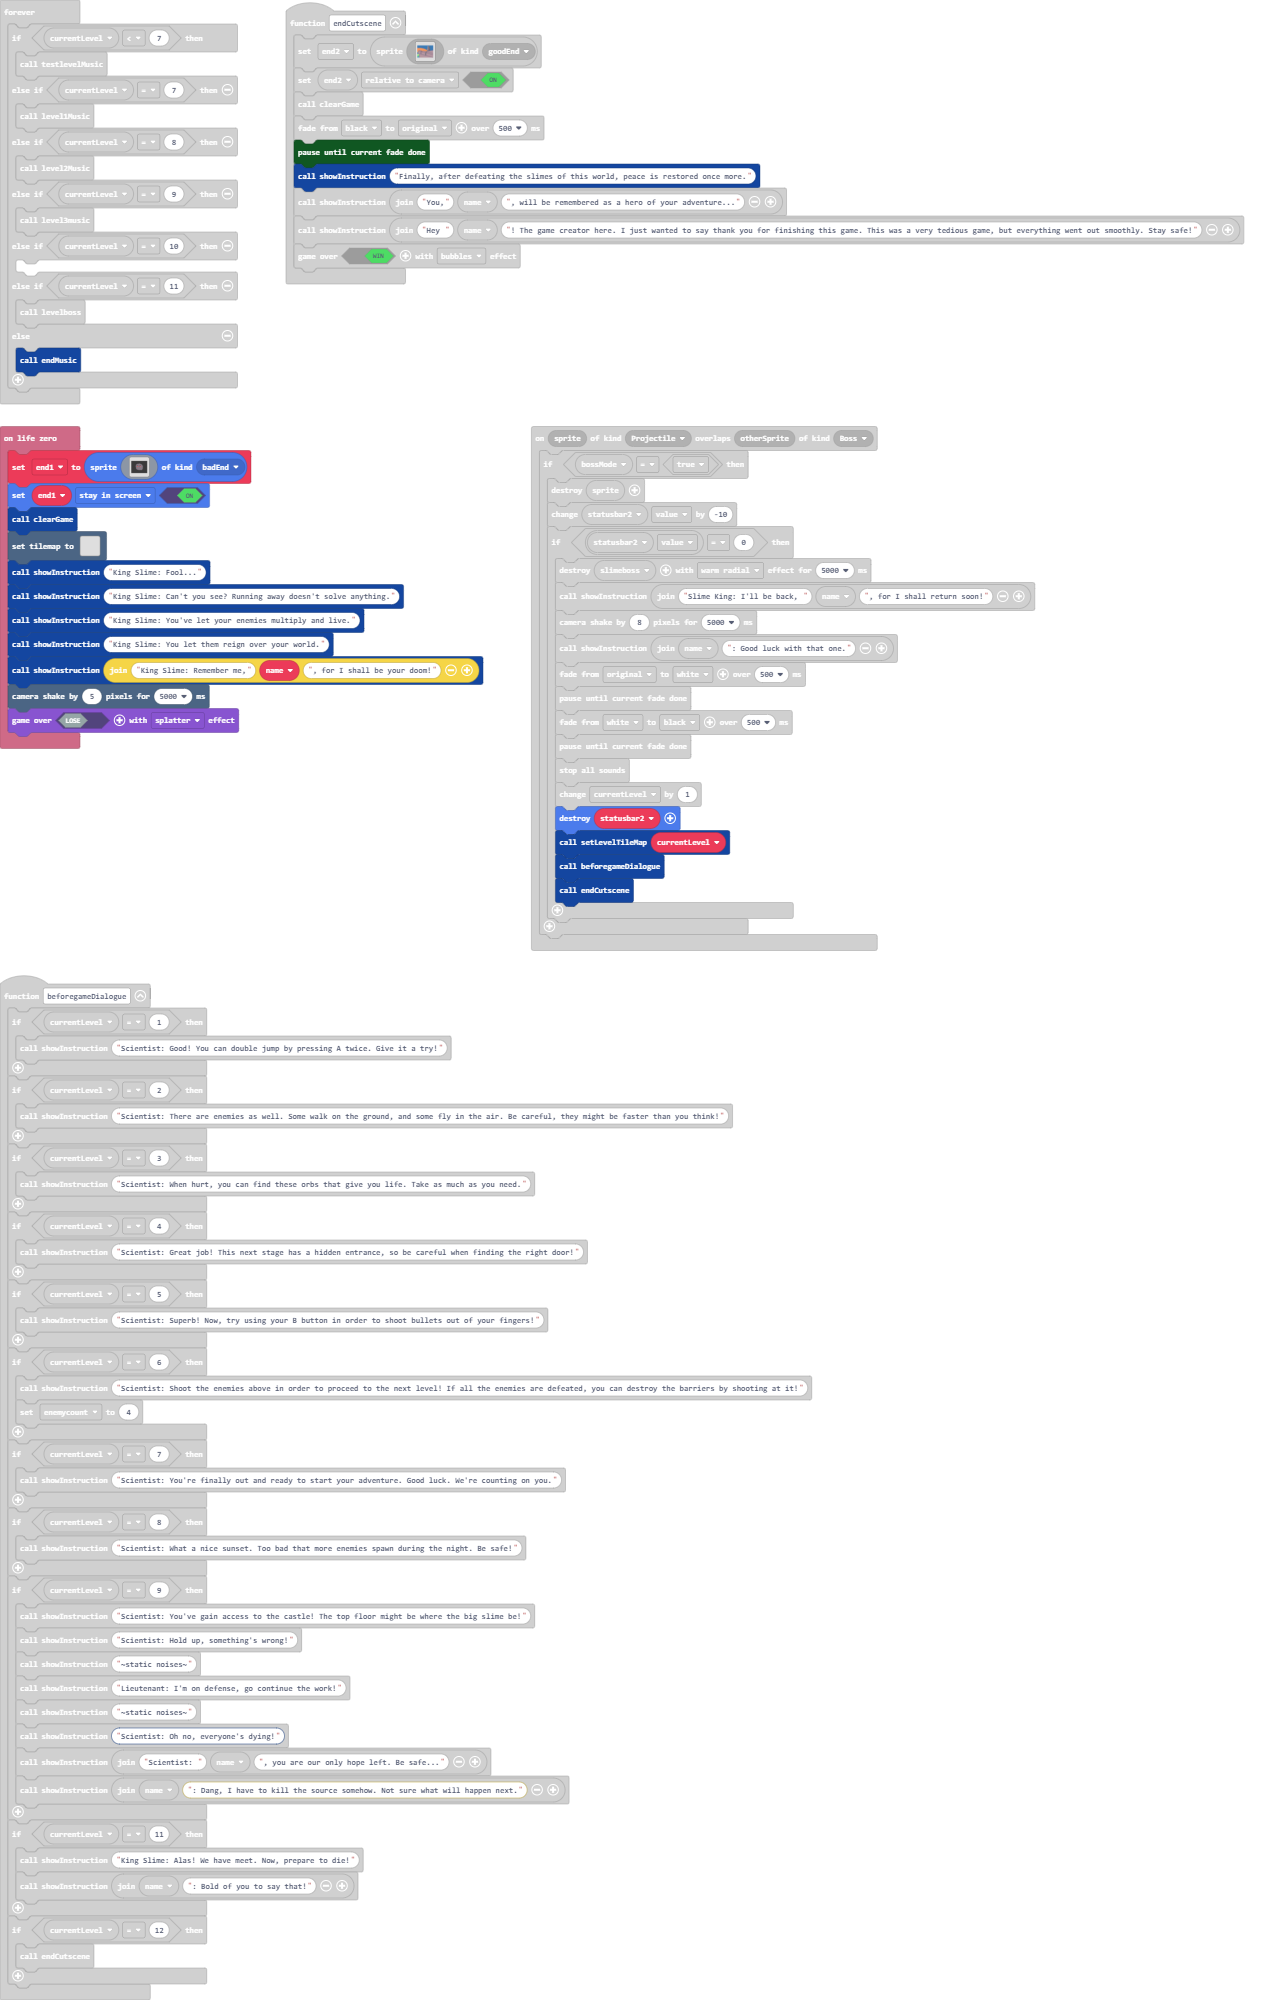 forever
if currentLevel < 7 then
call testlevelMusic
else if currentLevel = 7 then
call level1Music
else if currentLevel = 8 then
call level2Music
else if currentLevel = 9 then
call level3music
else if currentLevel = 10 then
else if currentLevel = 11 then
call levelboss
else
call endMusic
function endCutscene
set end2 to sprite of kind goodEnd
set end2 relative to camera ON
call clearGame
fade from black to original over 500 ms
pause until current fade done
call showInstruction "Finally, after defeating the slimes of this world, peace is restored once more."
call showInstruction join "You," name ", will be remembered as a hero of your adventure..."
call showInstruction join "Hey " name "! The game creator here. I just wanted to say thank you for finishing this game. This was a very tedious game, but everything went out smoothly. Stay safe!"
game over WIN with bubbles effect
on life zero
set end1 to sprite of kind badEnd
set end1 stay in screen ON
call clearGame
set tilemap to
call showInstruction "King Slime: Fool..."
call showInstruction "King Slime: Can't you see? Running away doesn't solve anything."
call showInstruction "King Slime: You've let your enemies multiply and live."
call showInstruction "King Slime: You let them reign over your world."
call showInstruction join "King Slime: Remember me," name ", for I shall be your doom!"
camera shake by 5 pixels for 5000 ms
game over LOSE with splatter effect
on sprite of kind Projectile overlaps otherSprite of kind Boss
if bossMode = true then
destroy sprite
change statusbar2 value by -10
if statusbar2 value = 0 then
destroy slimeboss with warm radial effect for 5000 ms
call showInstruction join "Slime King: I'll be back, " name ", for I shall return soon!"
camera shake by 8 pixels for 5000 ms
call showInstruction join name ": Good luck with that one."
fade from original to white over 500 ms
pause until current fade done
fade from white to black over 500 ms
pause until current fade done
stop all sounds
change currentLevel by 1
destroy statusbar2
call setLevelTileMap currentLevel
call beforegameDialogue
call endCutscene
function beforegameDialogue
if currentLevel = 1 then
call showInstruction "Scientist: Good! You can double jump by pressing A twice. Give it a try!"
if currentLevel = 2 then
call showInstruction "Scientist: There are enemies as well. Some walk on the ground, and some fly in the air. Be careful, they might be faster than you think!"
if currentLevel = 3 then
call showInstruction "Scientist: When hurt, you can find these orbs that give you life. Take as much as you need."
if currentLevel = 4 then
call showInstruction "Scientist: Great job! This next stage has a hidden entrance, so be careful when finding the right door!"
if currentLevel = 5 then
call showInstruction "Scientist: Superb! Now, try using your B button in order to shoot bullets out of your fingers!"
if currentLevel = 6 then
call showInstruction "Scientist: Shoot the enemies above in order to proceed to the next level! If all the enemies are defeated, you can destroy the barriers by shooting at it!"
set enemycount to 4
if currentLevel = 7 then
call showInstruction "Scientist: You're finally out and ready to start your adventure. Good luck. We're counting on you."
if currentLevel = 8 then
call showInstruction "Scientist: What a nice sunset. Too bad that more enemies spawn during the night. Be safe!"
if currentLevel = 9 then
call showInstruction "Scientist: You've gain access to the castle! The top floor might be where the big slime be!"
call showInstruction "Scientist: Hold up, something's wrong!"
call showInstruction "~static noises~"
call showInstruction "Lieutenant: I'm on defense, go continue the work!"
call showInstruction "~static noises~"
call showInstruction "Scientist: Oh no, everyone's dying!"
call showInstruction join "Scientist: " name ", you are our only hope left. Be safe..."
call showInstruction join name ": Dang, I have to kill the source somehow. Not sure what will happen next."
if currentLevel = 11 then
call showInstruction "King Slime: Alas! We have meet. Now, prepare to die!"
call showInstruction join name ": Bold of you to say that!"
if currentLevel = 12 then
call endCutscene